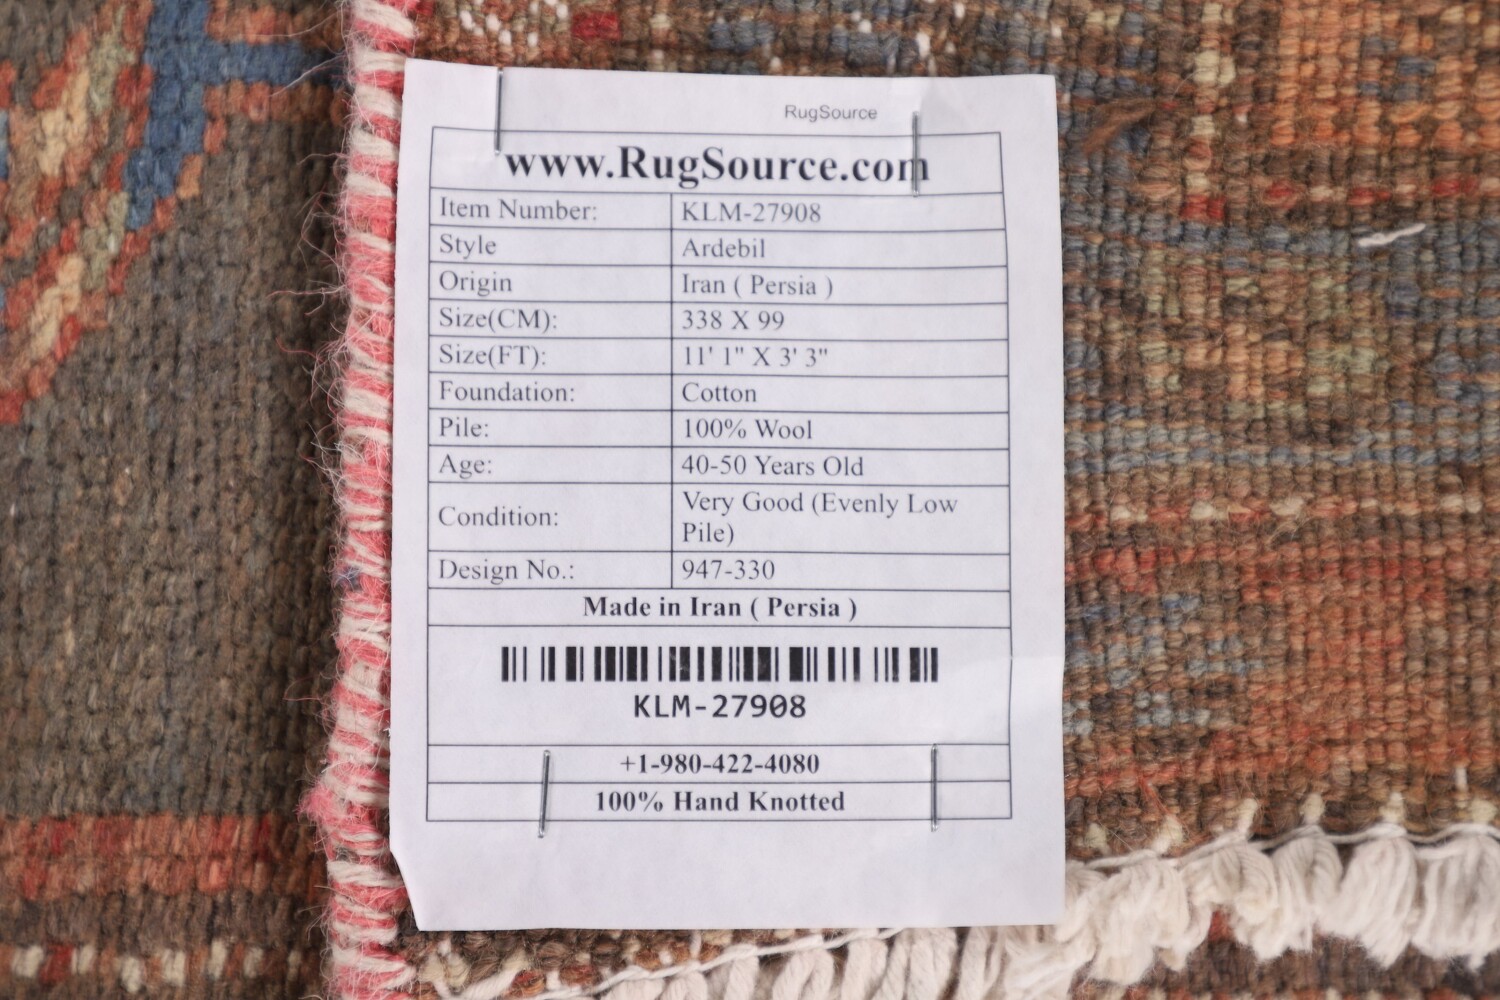 RugSource
www.RugSource.com
Item Number: KLM-27908
Style Ardebil
Origin Iran ( Persia )
Size(CM): 338 X 99
Size(FT): 11' 1" X 3' 3"
Foundation: Cotton
Pile: 100% Wool
Age: 40-50 Years Old
Condition: Very Good (Evenly Low
Pile)
Design No.: 947-330
Made in Iran ( Persia )
KLM-27908
+1-980-422-4080
100% Hand Knotted